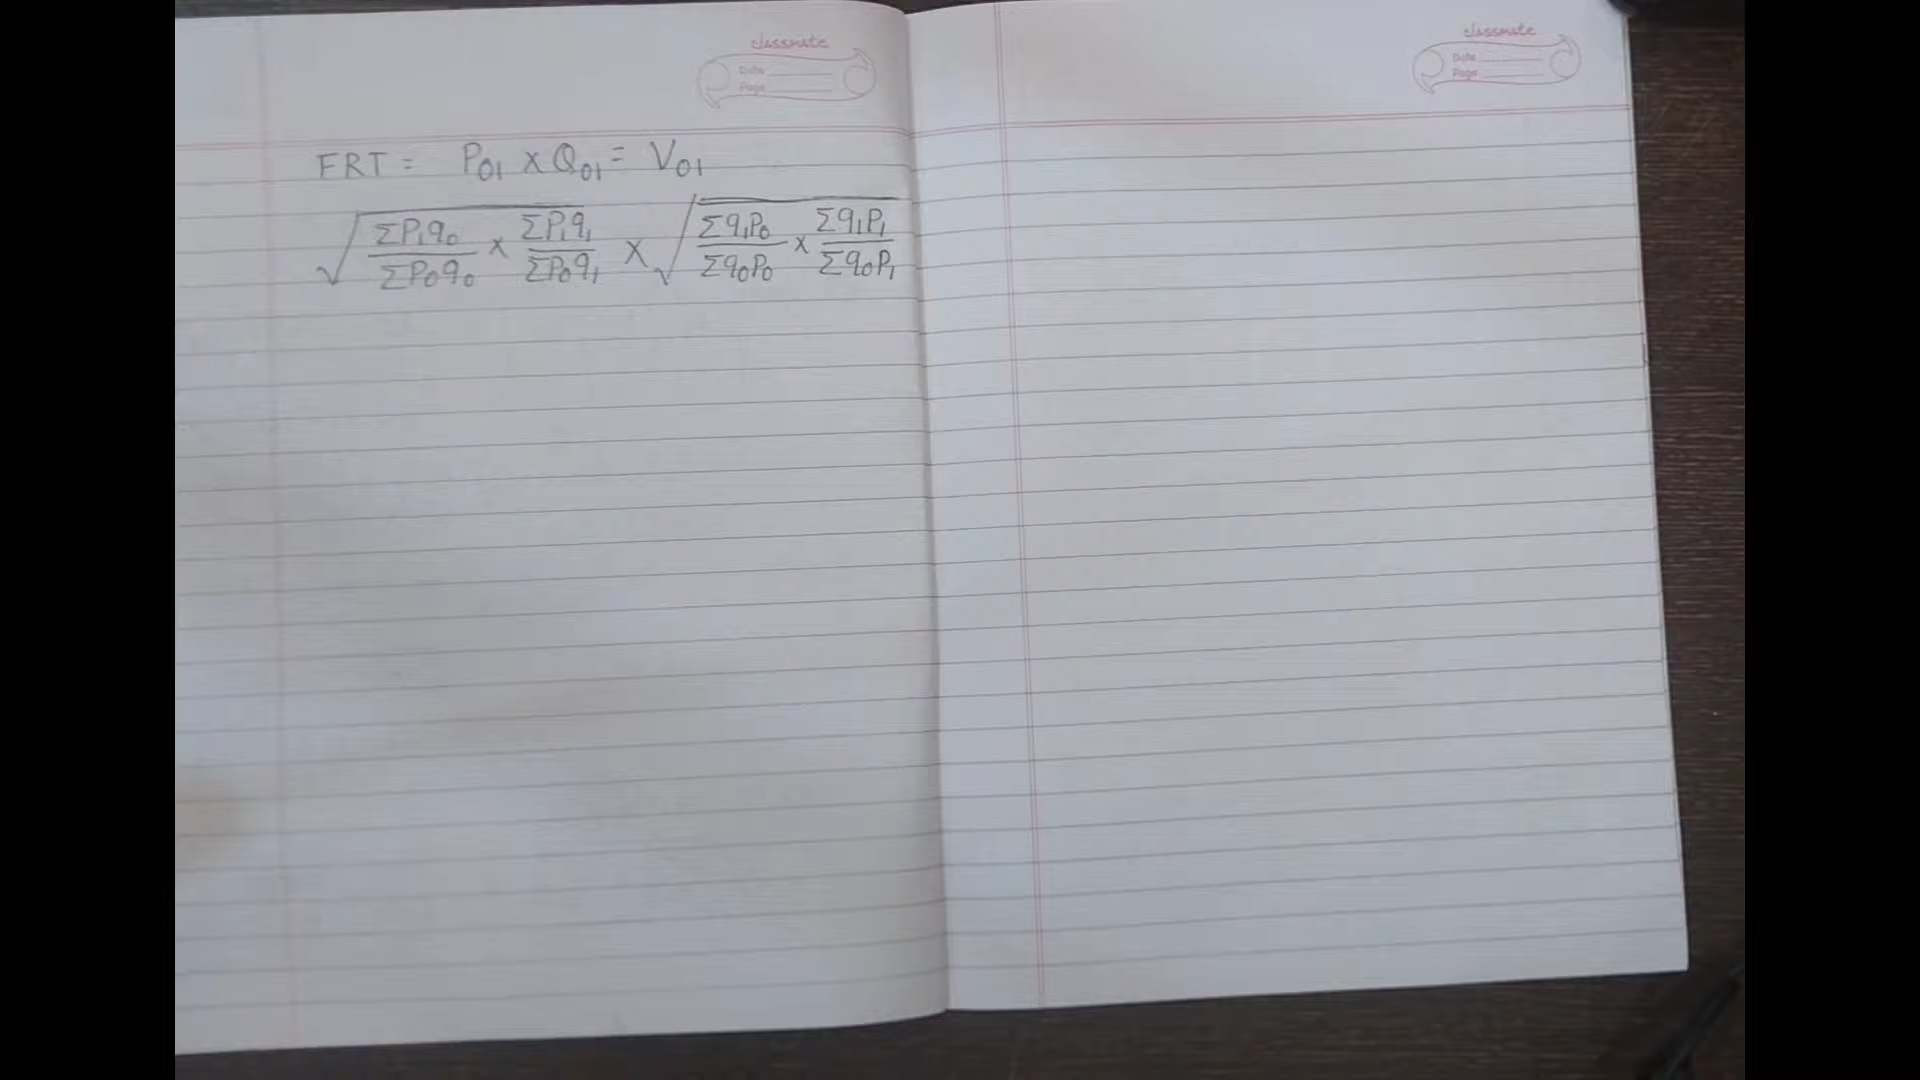 classmate
Date
Page
classmate
Date
Page
FRT = P01 x Q01 = V01
√(ΣP1q0/ΣP0q0 x ΣP1q1/ΣP0q1) x √(Σq1P0/Σq0P0 x Σq1P1/Σq0P1)